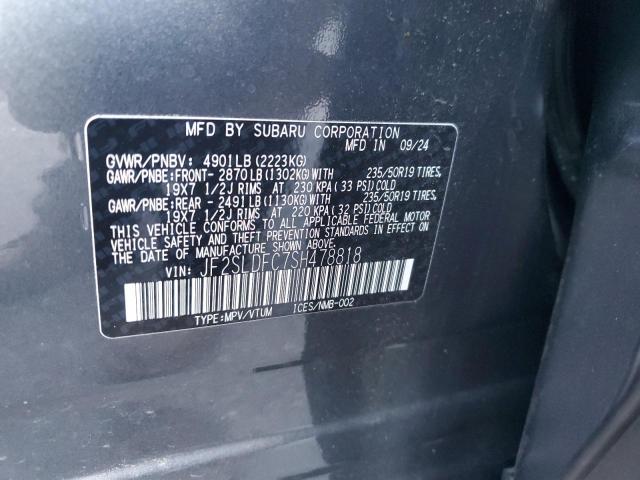 MFD BY SUBARU CORPORATION
MFD IN 09/24
GVWR/PNBV: 4901LB(2223KG)
GAWR/PNBE:FRONT- 2870LB(1302KG)WITH 235/50R19 TIRES,
19X7 1/2J RIMS AT 230 KPA(33 PSI)COLD
GAWR/PNBE:REAR - 2491LB(1130KG)WITH 235/50R19 TIRES,
19X7 1/2J RIMS AT 220 KPA(32 PSI)COLD
THIS VEHICLE CONFORMS TO ALL APPLICABLE FEDERAL MOTOR
VEHICLE SAFETY AND THEFT PREVENTION STANDARDS IN EFFECT ON
THE DATE OF MANUFACTURE SHOWN ABOVE.
VIN: JF2SLDFC7SH478818
TYPE:MPV/VTUM ICES/NMB-002